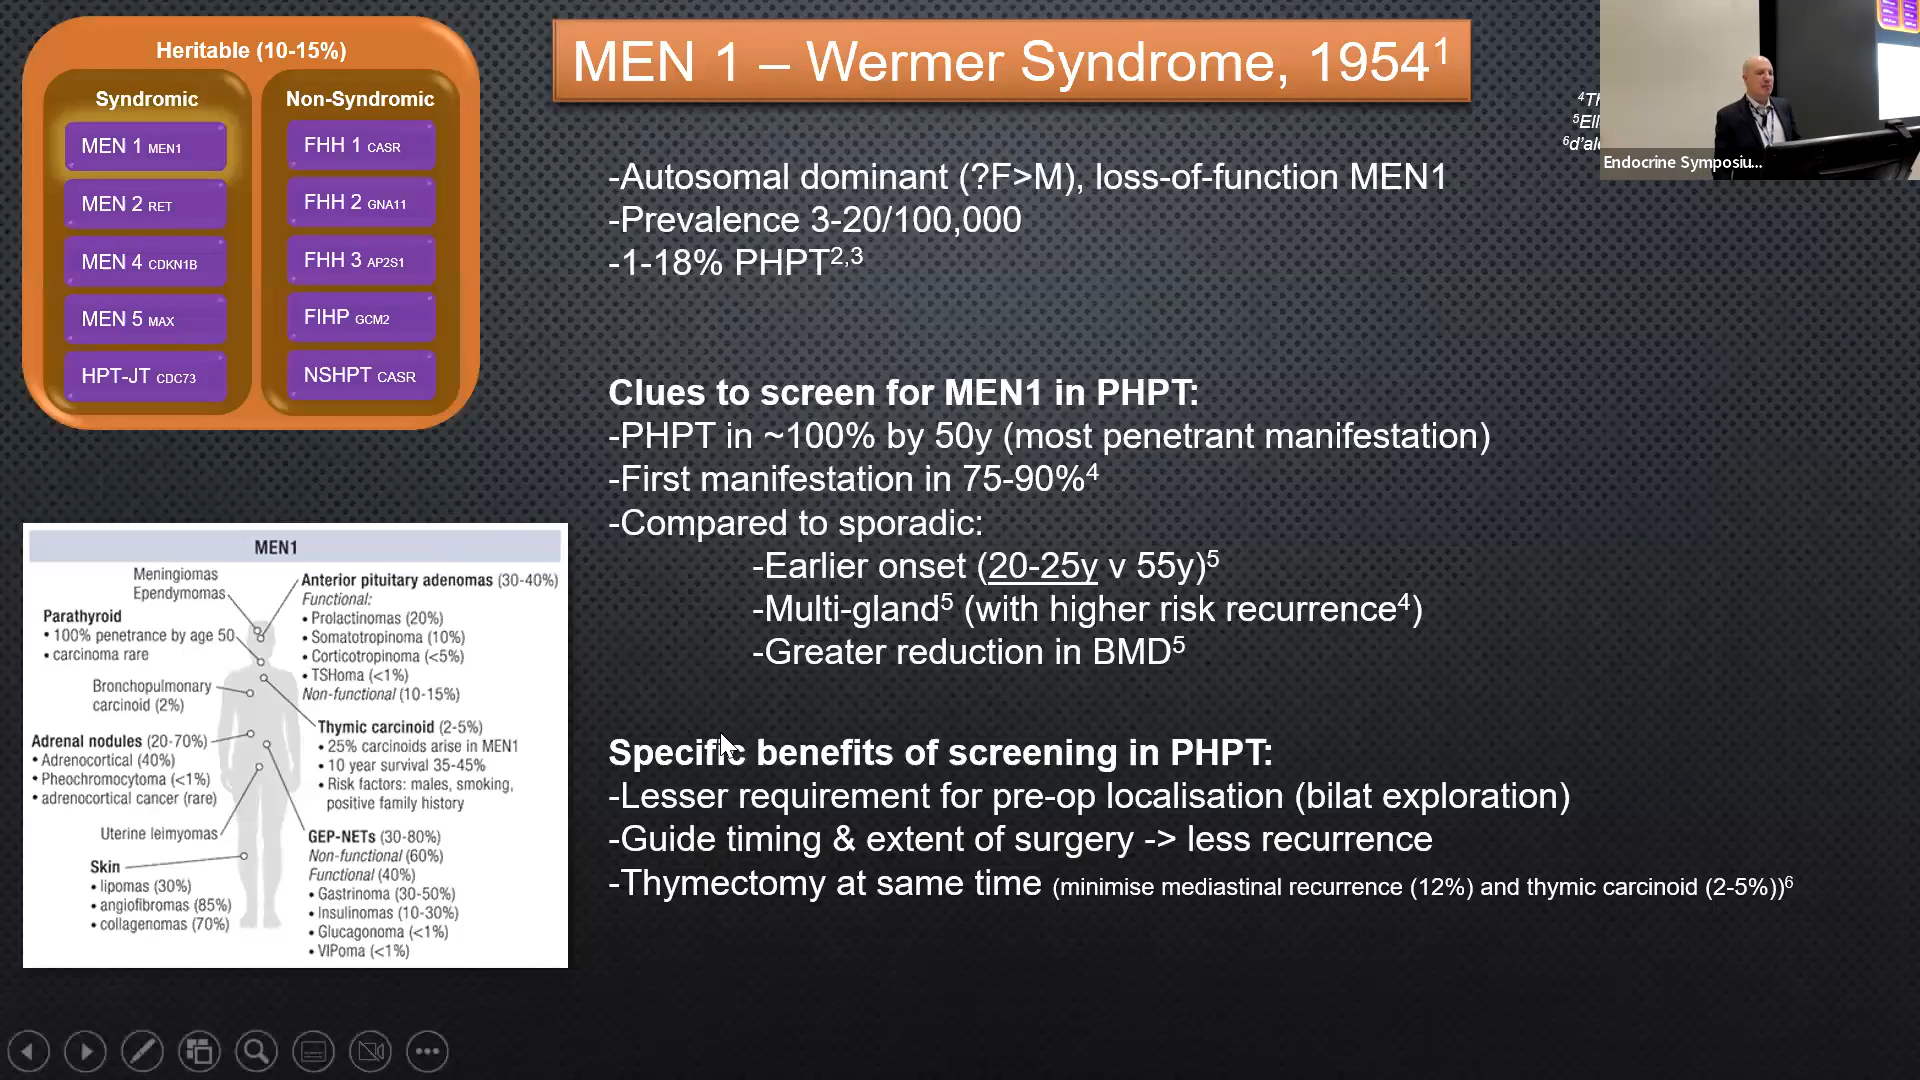 Heritable (10-15%)
Syndromic
MEN 1 MEN1
MEN 2 RET
MEN 4 CDKN1B
MEN 5 MAX
HPT-JT CDC73
Non-Syndromic
FHH 1 CASR
FHH 2 GNA11
FHH 3 AP2S1
FIHP GCM2
NSHPT CASR
MEN 1 – Wermer Syndrome, 1954¹
-Autosomal dominant (?F>M), loss-of-function MEN1
-Prevalence 3-20/100,000
-1-18% PHPT²,³
Clues to screen for MEN1 in PHPT:
-PHPT in ~100% by 50y (most penetrant manifestation)
-First manifestation in 75-90%⁴
-Compared to sporadic:
-Earlier onset (20-25y v 55y)⁵
-Multi-gland⁵ (with higher risk recurrence⁴)
-Greater reduction in BMD⁵
Specific benefits of screening in PHPT:
-Lesser requirement for pre-op localisation (bilat exploration)
-Guide timing & extent of surgery -> less recurrence
-Thymectomy at same time (minimise mediastinal recurrence (12%) and thymic carcinoid (2-5%))⁶
Endocrine Symposiu...
MEN1
Meningiomas
Ependymomas
Parathyroid
• 100% penetrance by age 50
• carcinoma rare
Bronchopulmonary
carcinoid (2%)
Adrenal nodules (20-70%)
• Adrenocortical (40%)
• Pheochromocytoma (<1%)
• adrenocortical cancer (rare)
Uterine leimyomas
Skin
• lipomas (30%)
• angiofibromas (85%)
• collagenomas (70%)
Anterior pituitary adenomas (30-40%)
Functional:
• Prolactinomas (20%)
• Somatotropinoma (10%)
• Corticotropinoma (<5%)
• TSHoma (<1%)
Non-functional (10-15%)
Thymic carcinoid (2-5%)
• 25% carcinoids arise in MEN1
• 10 year survival 35-45%
• Risk factors: males, smoking,
positive family history
GEP-NETs (30-80%)
Non-functional (60%)
Functional (40%)
• Gastrinoma (30-50%)
• Insulinomas (10-30%)
• Glucagonoma (<1%)
• VIPoma (<1%)